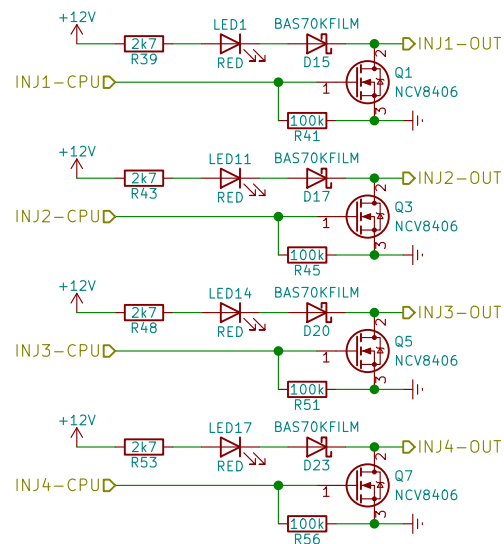 +12V LED1 BAS70KFILM
2k7 INJ1-OUT
R39 RED D15 2
INJ1-CPU 1 Q1
NCV8406
100k 3
R41
+12V LED11 BAS70KFILM
2k7 INJ2-OUT
R43 RED D17 2
INJ2-CPU 1 Q3
NCV8406
100k 3
R45
+12V LED14 BAS70KFILM
2k7 INJ3-OUT
R48 RED D20 2
INJ3-CPU 1 Q5
NCV8406
100k 3
R51
+12V LED17 BAS70KFILM
2k7 INJ4-OUT
R53 RED D23 2
INJ4-CPU 1 Q7
NCV8406
100k 3
R56